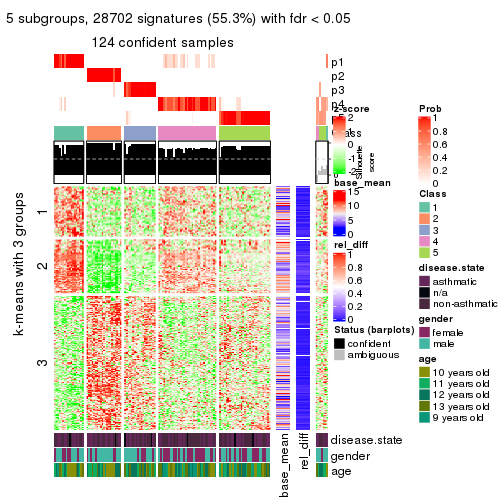 5 subgroups, 28702 signatures (55.3%) with fdr < 0.05
124 confident samples
p1
p2
p3
p4
z-score
2
1
0
-1
-2
Silhouette
score
base_mean
15
10
5
0
rel_diff
1
0.8
0.6
0.4
0.2
0
Status (barplots)
confident
ambiguous
Prob
1
0.8
0.6
0.4
0.2
0
Class
1
2
3
4
5
disease.state
asthmatic
n/a
non-asthmatic
gender
female
male
age
10 years old
11 years old
12 years old
13 years old
9 years old
k-means with 3 groups
1
2
3
disease.state
gender
age
base_mean
rel_diff